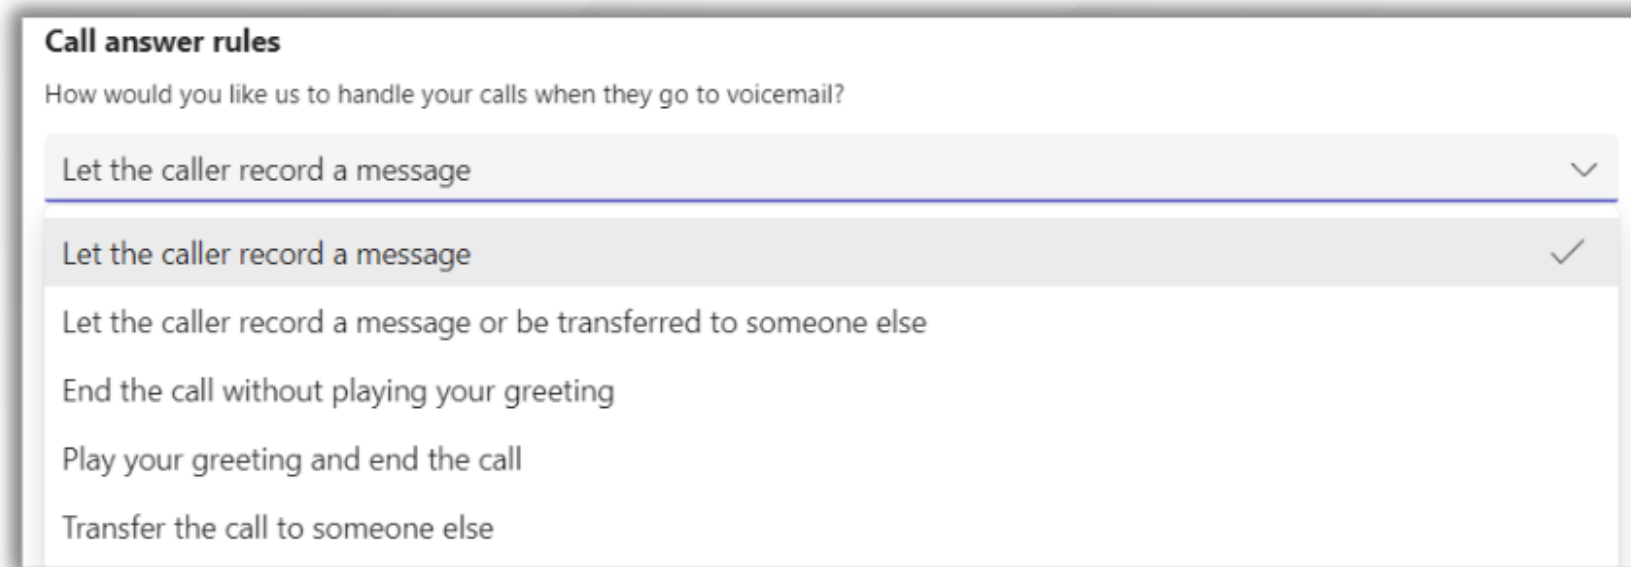 Call answer rules
How would you like us to handle your calls when they go to voicemail?
Let the caller record a message
Let the caller record a message
Let the caller record a message or be transferred to someone else
End the call without playing your greeting
Play your greeting and end the call
Transfer the call to someone else